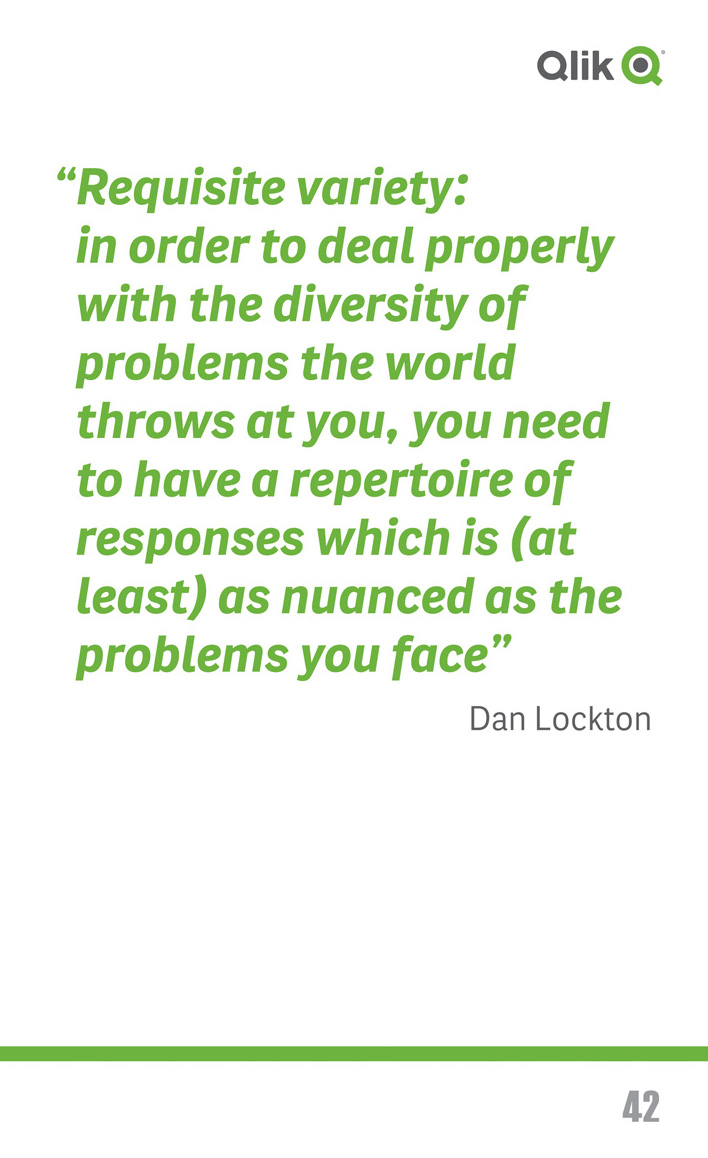 Qlik
“Requisite variety:
in order to deal properly
with the diversity of
problems the world
throws at you, you need
to have a repertoire of
responses which is (at
least) as nuanced as the
problems you face”
Dan Lockton
42